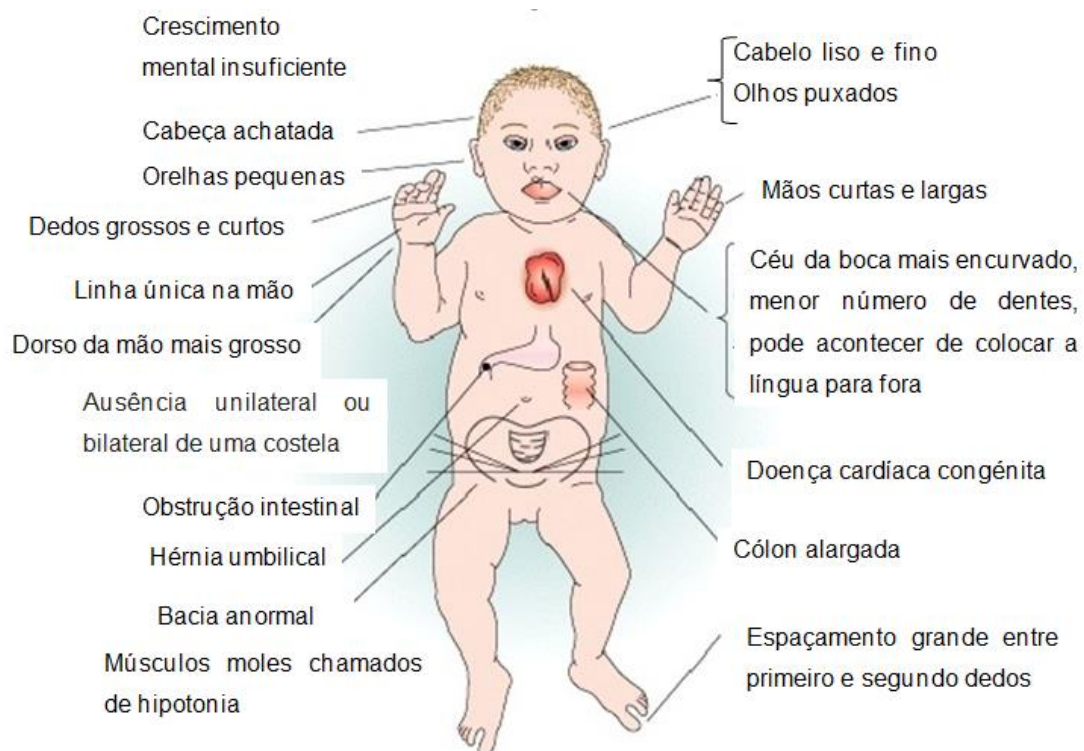 Crescimento
mental insuficiente
Cabeça achatada
Orelhas pequenas
Dedos grossos e curtos
Linha única na mão
Dorso da mão mais grosso
Ausência unilateral ou
bilateral de uma costela
Obstrução intestinal
Hérnia umbilical
Bacia anormal
Músculos moles chamados
de hipotonia
Cabelo liso e fino
Olhos puxados
Mãos curtas e largas
Céu da boca mais encurvado,
menor número de dentes,
pode acontecer de colocar a
língua para fora
Doença cardíaca congénita
Cólon alargada
Espaçamento grande entre
primeiro e segundo dedos